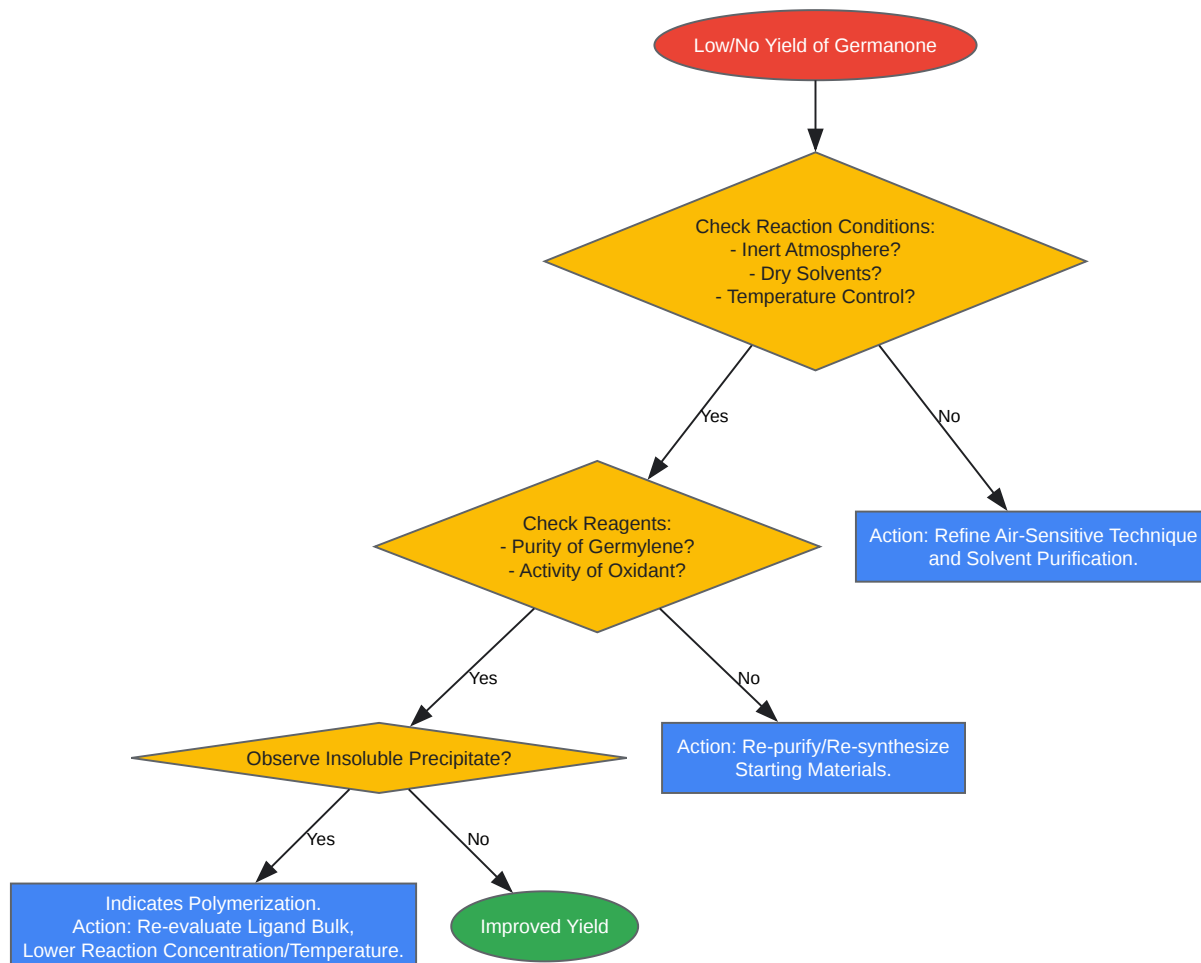 Low/No Yield of Germanone
Check Reaction Conditions:
- Inert Atmosphere?
- Dry Solvents?
- Temperature Control?
Yes
No
Check Reagents:
- Purity of Germylene?
- Activity of Oxidant?
Action: Refine Air-Sensitive Technique
and Solvent Purification.
Yes
No
Observe Insoluble Precipitate?
Action: Re-purify/Re-synthesize
Starting Materials.
Yes
No
Indicates Polymerization.
Action: Re-evaluate Ligand Bulk,
Lower Reaction Concentration/Temperature.
Improved Yield